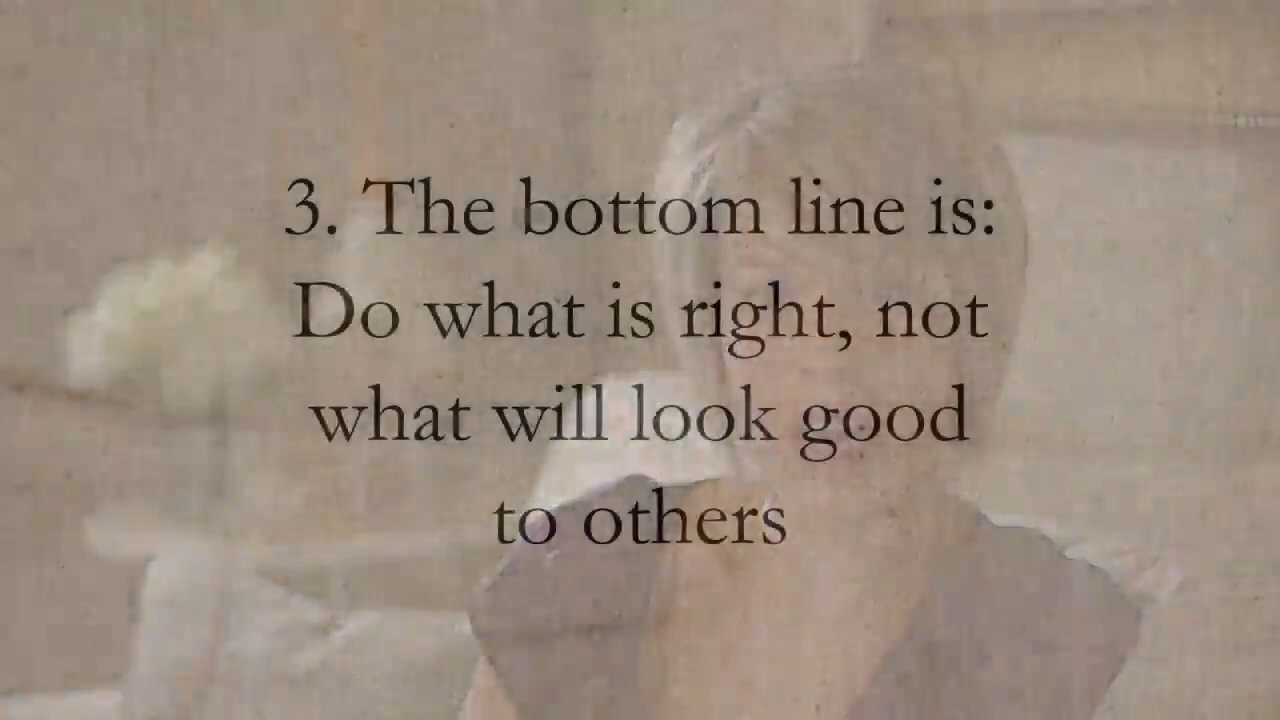 3. The bottom line is:
Do what is right, not
what will look good
to others